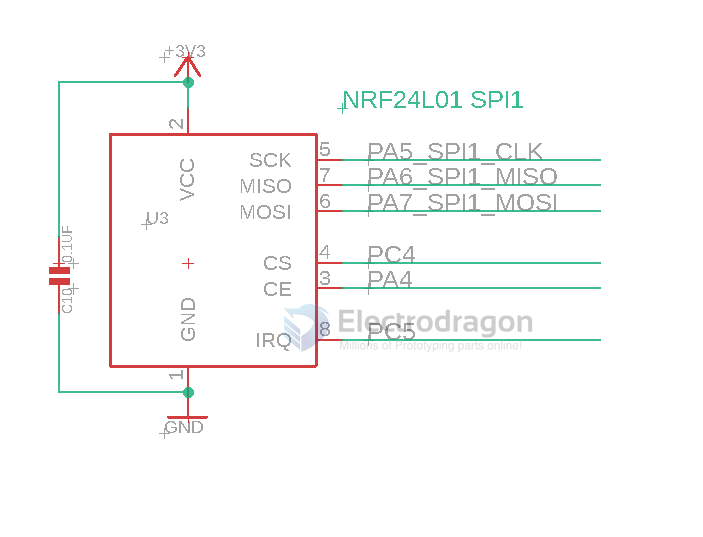 +3V3
NRF24L01 SPI1
2
VCC
SCK
5
PA5_SPI1_CLK
MISO
7
PA6_SPI1_MISO
MOSI
6
PA7_SPI1_MOSI
U3
0.1UF
C10
CS
4
PC4
CE
3
PA4
GND
IRQ
8
PC5
Electrodragon
Millions of Prototyping parts online!
1
GND